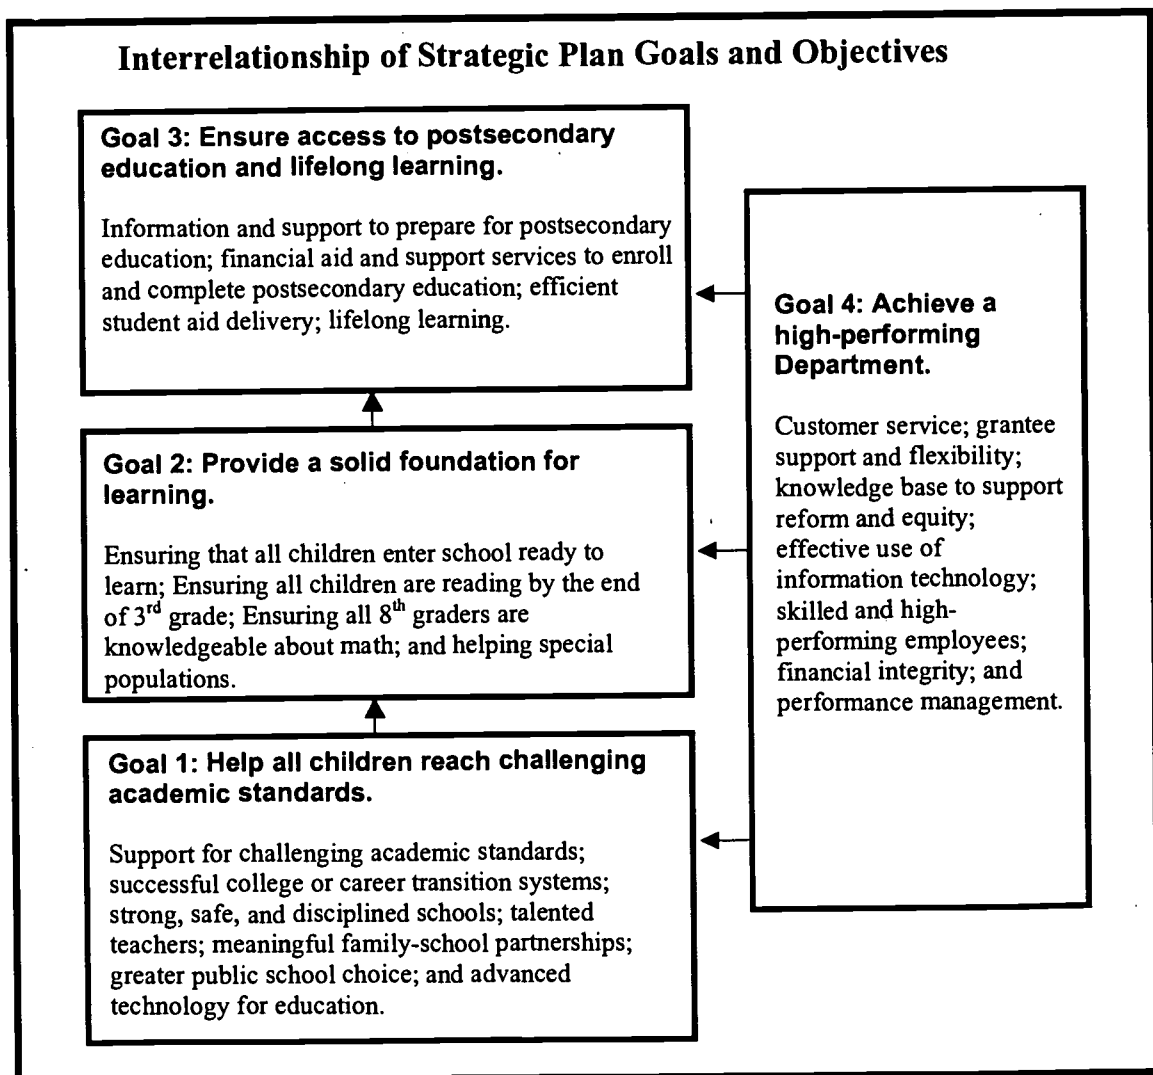 Interrelationship of Strategic Plan Goals and Objectives
Goal 3: Ensure access to postsecondary
education and lifelong learning.
Information and support to prepare for postsecondary
education; financial aid and support services to enroll
and complete postsecondary education; efficient
student aid delivery; lifelong learning.
Goal 2: Provide a solid foundation for
learning.
Ensuring that all children enter school ready to
learn; Ensuring all children are reading by the end
of 3rd grade; Ensuring all 8th graders are
knowledgeable about math; and helping special
populations.
Goal 1: Help all children reach challenging
academic standards.
Support for challenging academic standards;
successful college or career transition systems;
strong, safe, and disciplined schools; talented
teachers; meaningful family-school partnerships;
greater public school choice; and advanced
technology for education.
Goal 4: Achieve a
high-performing
Department.
Customer service; grantee
support and flexibility;
knowledge base to support
reform and equity;
effective use of
information technology;
skilled and high-
performing employees;
financial integrity; and
performance management.